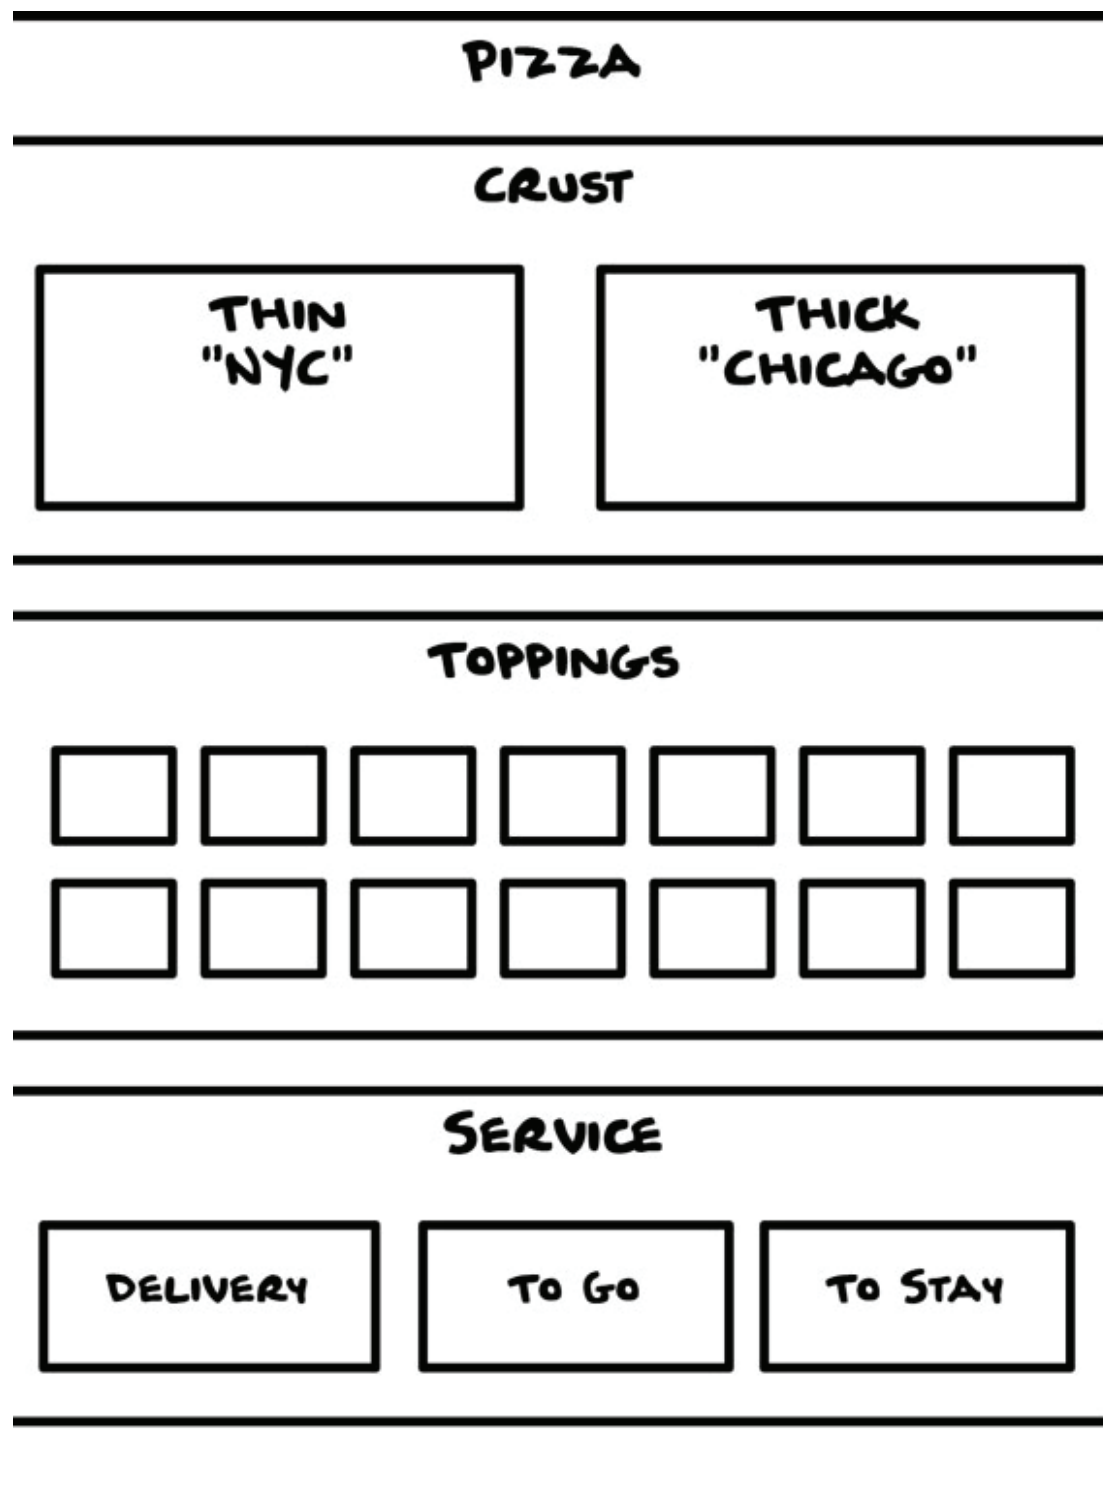 PIZZA
CRUST
THIN
"NYC"
THICK
"CHICAGO"
TOPPINGS
SERVICE
DELIVERY
TO GO
TO STAY